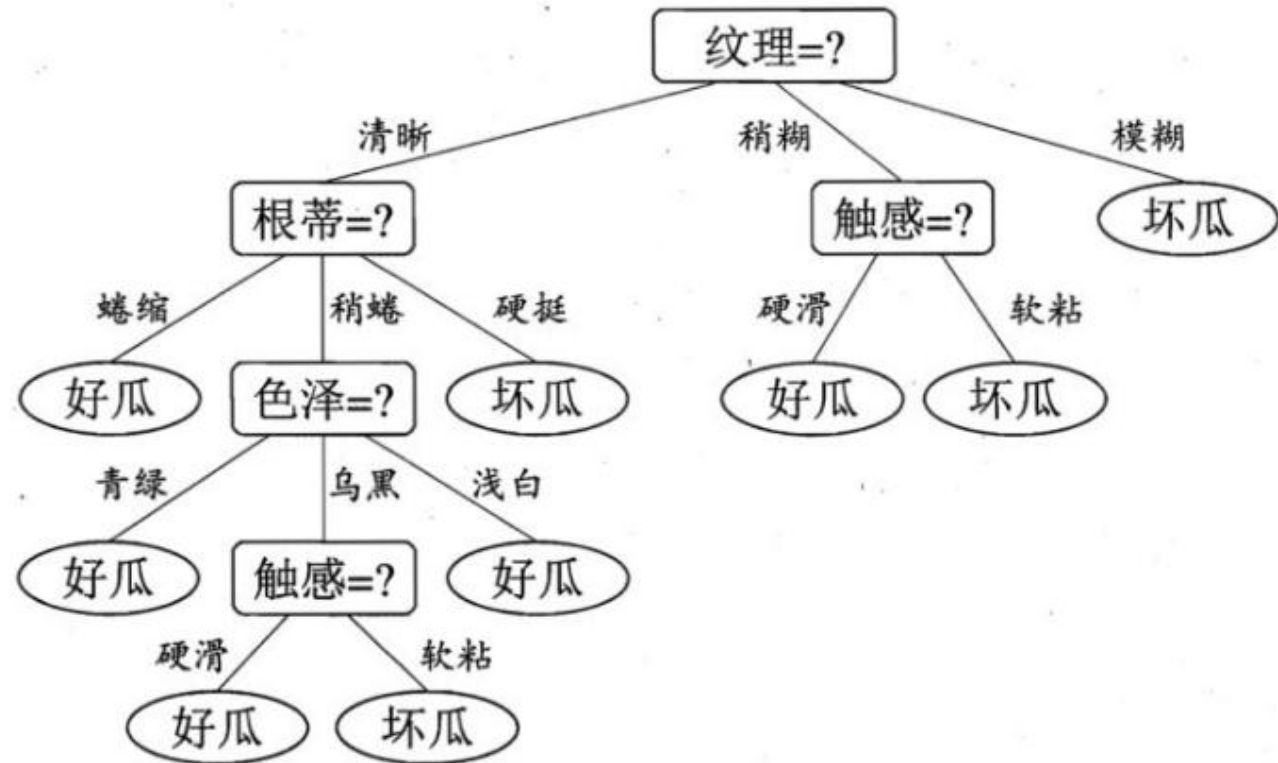 纹理=?
清晰 稍糊 模糊
根蒂=? 触感=? 坏瓜
蜷缩 稍蜷 硬挺 硬滑 软粘
好瓜 色泽=? 坏瓜 好瓜 坏瓜
青绿 乌黑 浅白
好瓜 触感=? 好瓜
硬滑 软粘
好瓜 坏瓜